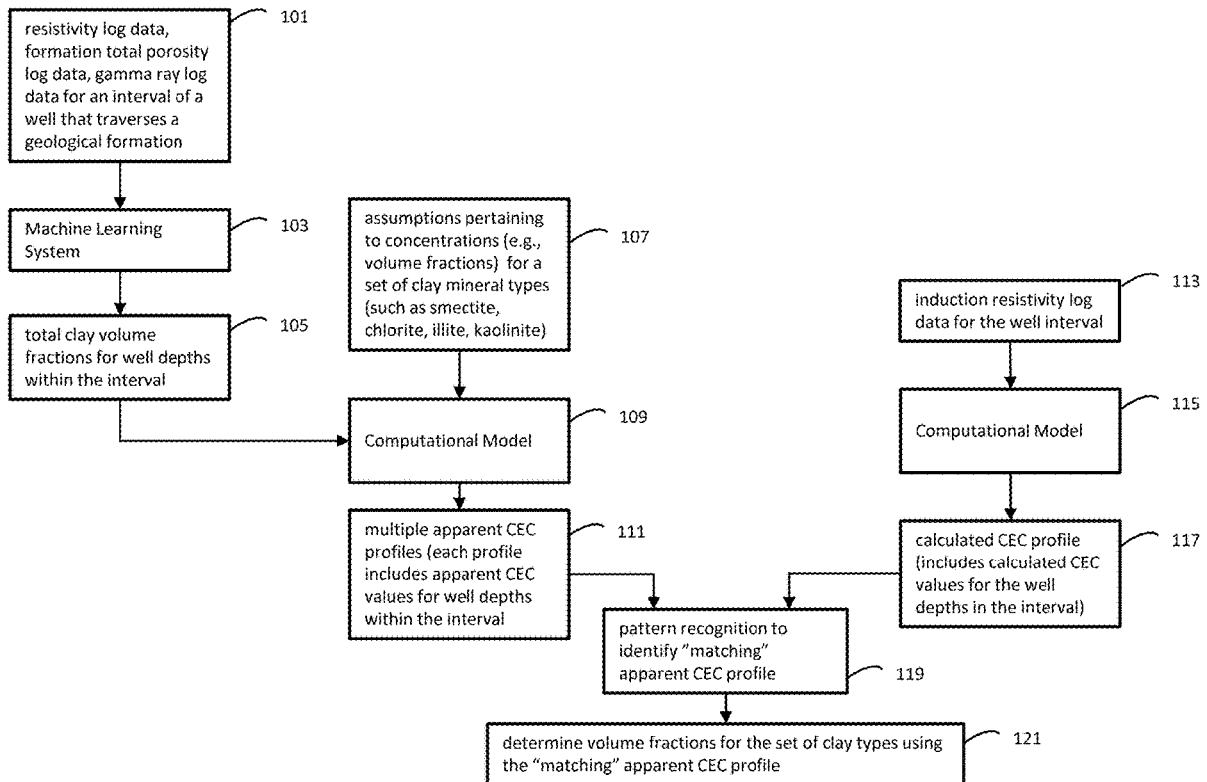 resistivity log data,
formation total porosity
log data, gamma ray log
data for an interval of a
well that traverses a
geological formation
101
Machine Learning
System
103
total clay volume
fractions for well depths
within the interval
105
assumptions pertaining
to concentrations (e.g.,
volume fractions) for a
set of clay mineral types
(such as smectite,
chlorite, illite, kaolinite)
107
Computational Model
109
multiple apparent CEC
profiles (each profile
includes apparent CEC
values for well depths
within the interval
111
induction resistivity log
data for the well interval
113
Computational Model
115
calculated CEC profile
(includes calculated CEC
values for the well
depths in the interval)
117
pattern recognition to
identify "matching"
apparent CEC profile
119
determine volume fractions for the set of clay types using
the "matching" apparent CEC profile
121